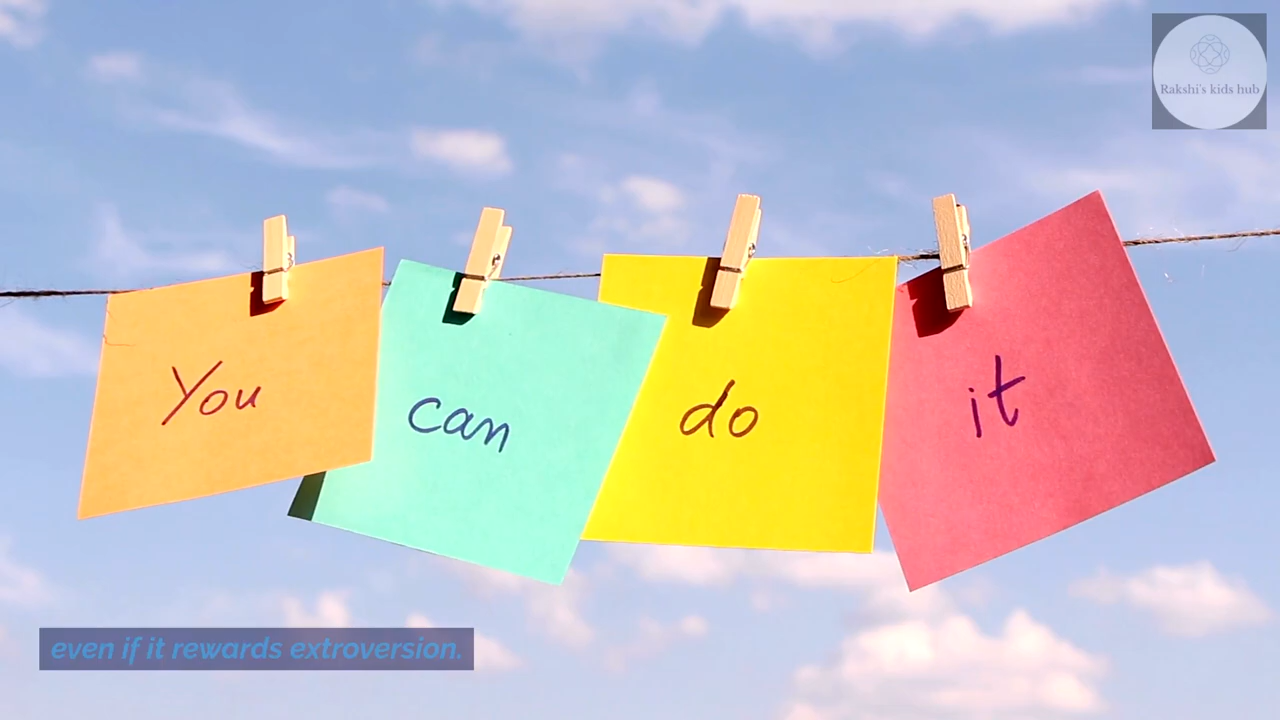 Rakshi's kids hub
You can do it
even if it rewards extroversion.